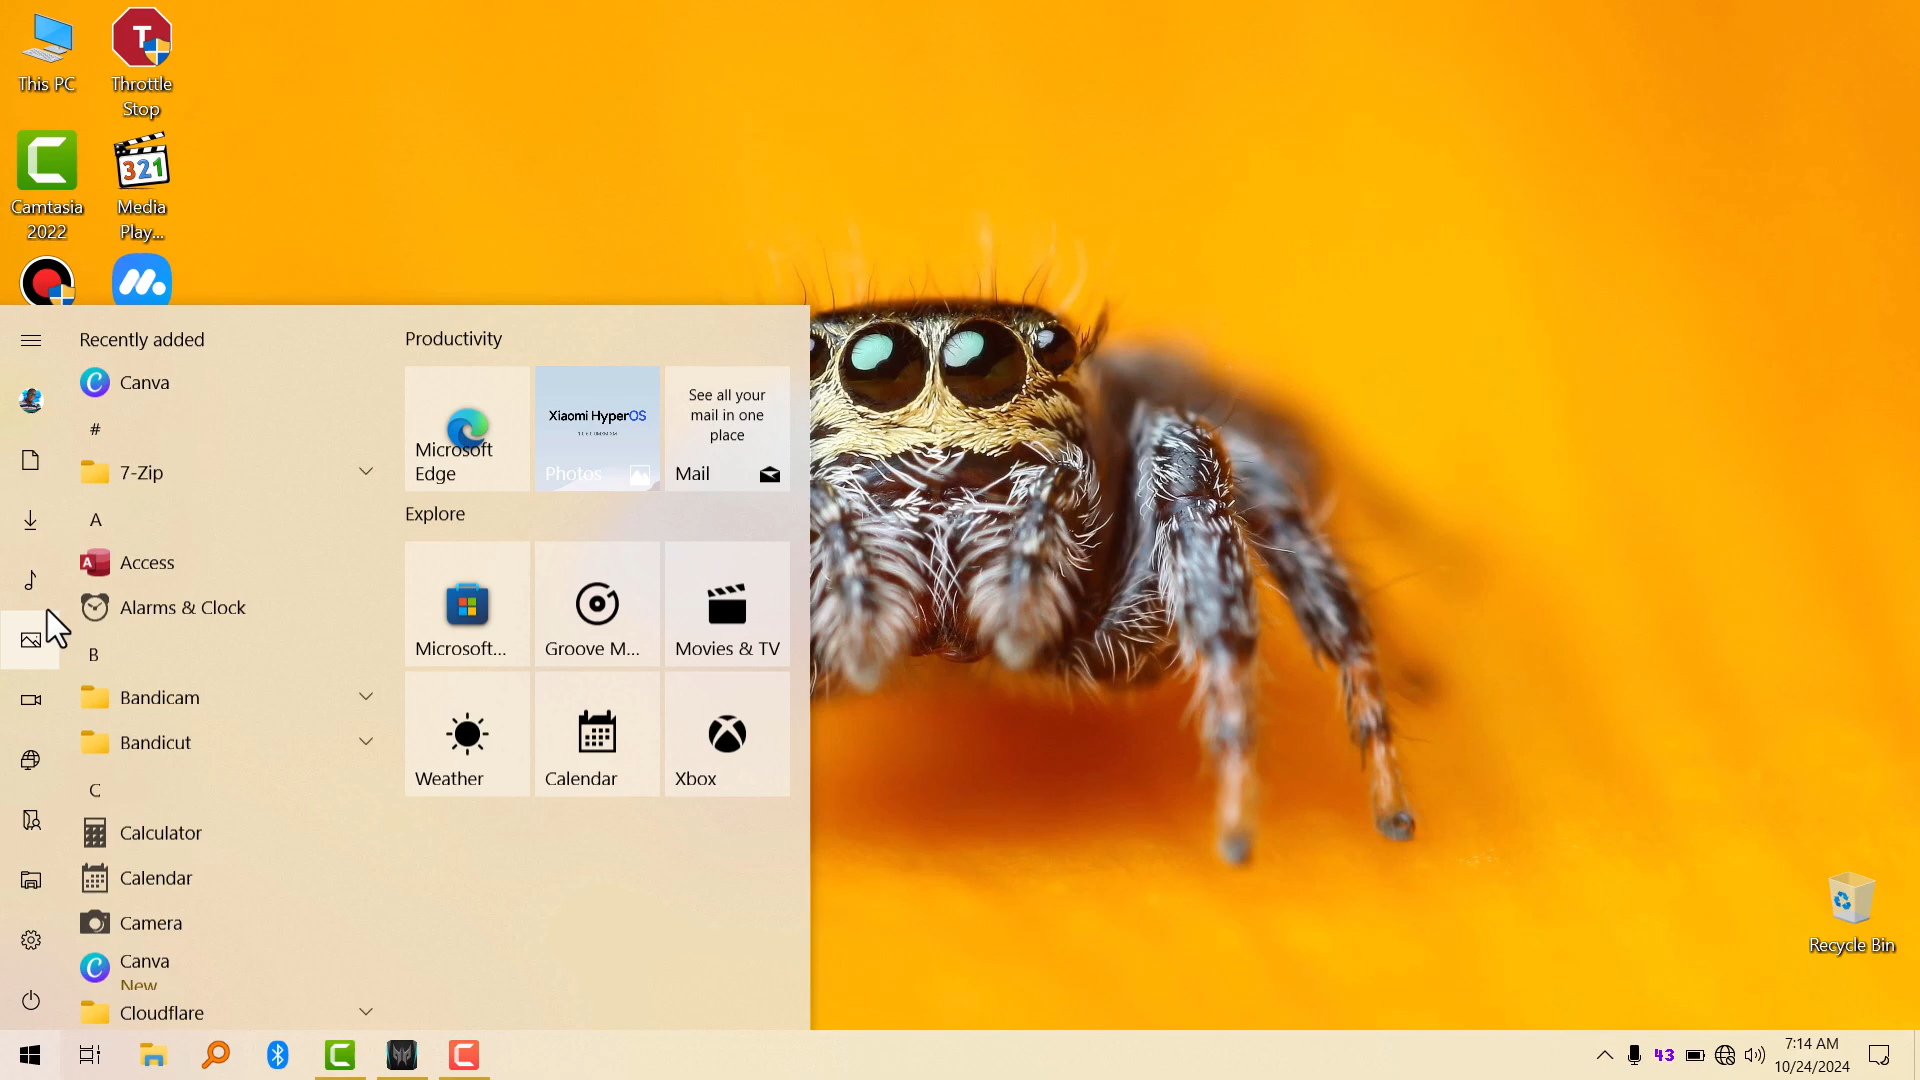 This PC
Throttle
Stop
T
Camtasia
2022
321
Media
Play...
Recently added
Canva
#
7-Zip
A
Access
Alarms & Clock
B
Bandicam
Bandicut
C
Calculator
Calendar
Camera
Canva
New
Cloudflare
Productivity
Microsoft
Edge
Xiaomi HyperOS
Photos
See all your
mail in one
place
Mail
Explore
Microsoft...
Groove M...
Movies & TV
Weather
Calendar
Xbox
Recycle Bin
43
7:14 AM
10/24/2024